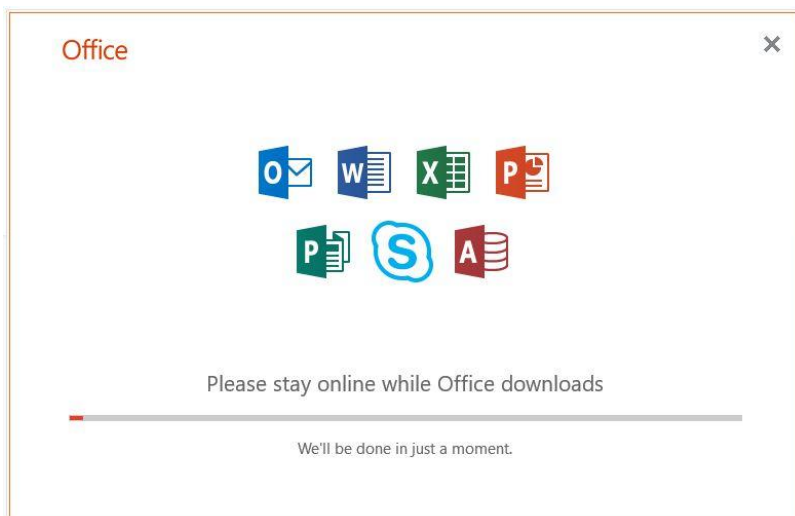 Office
O W X P
P S A
Please stay online while Office downloads
We'll be done in just a moment.